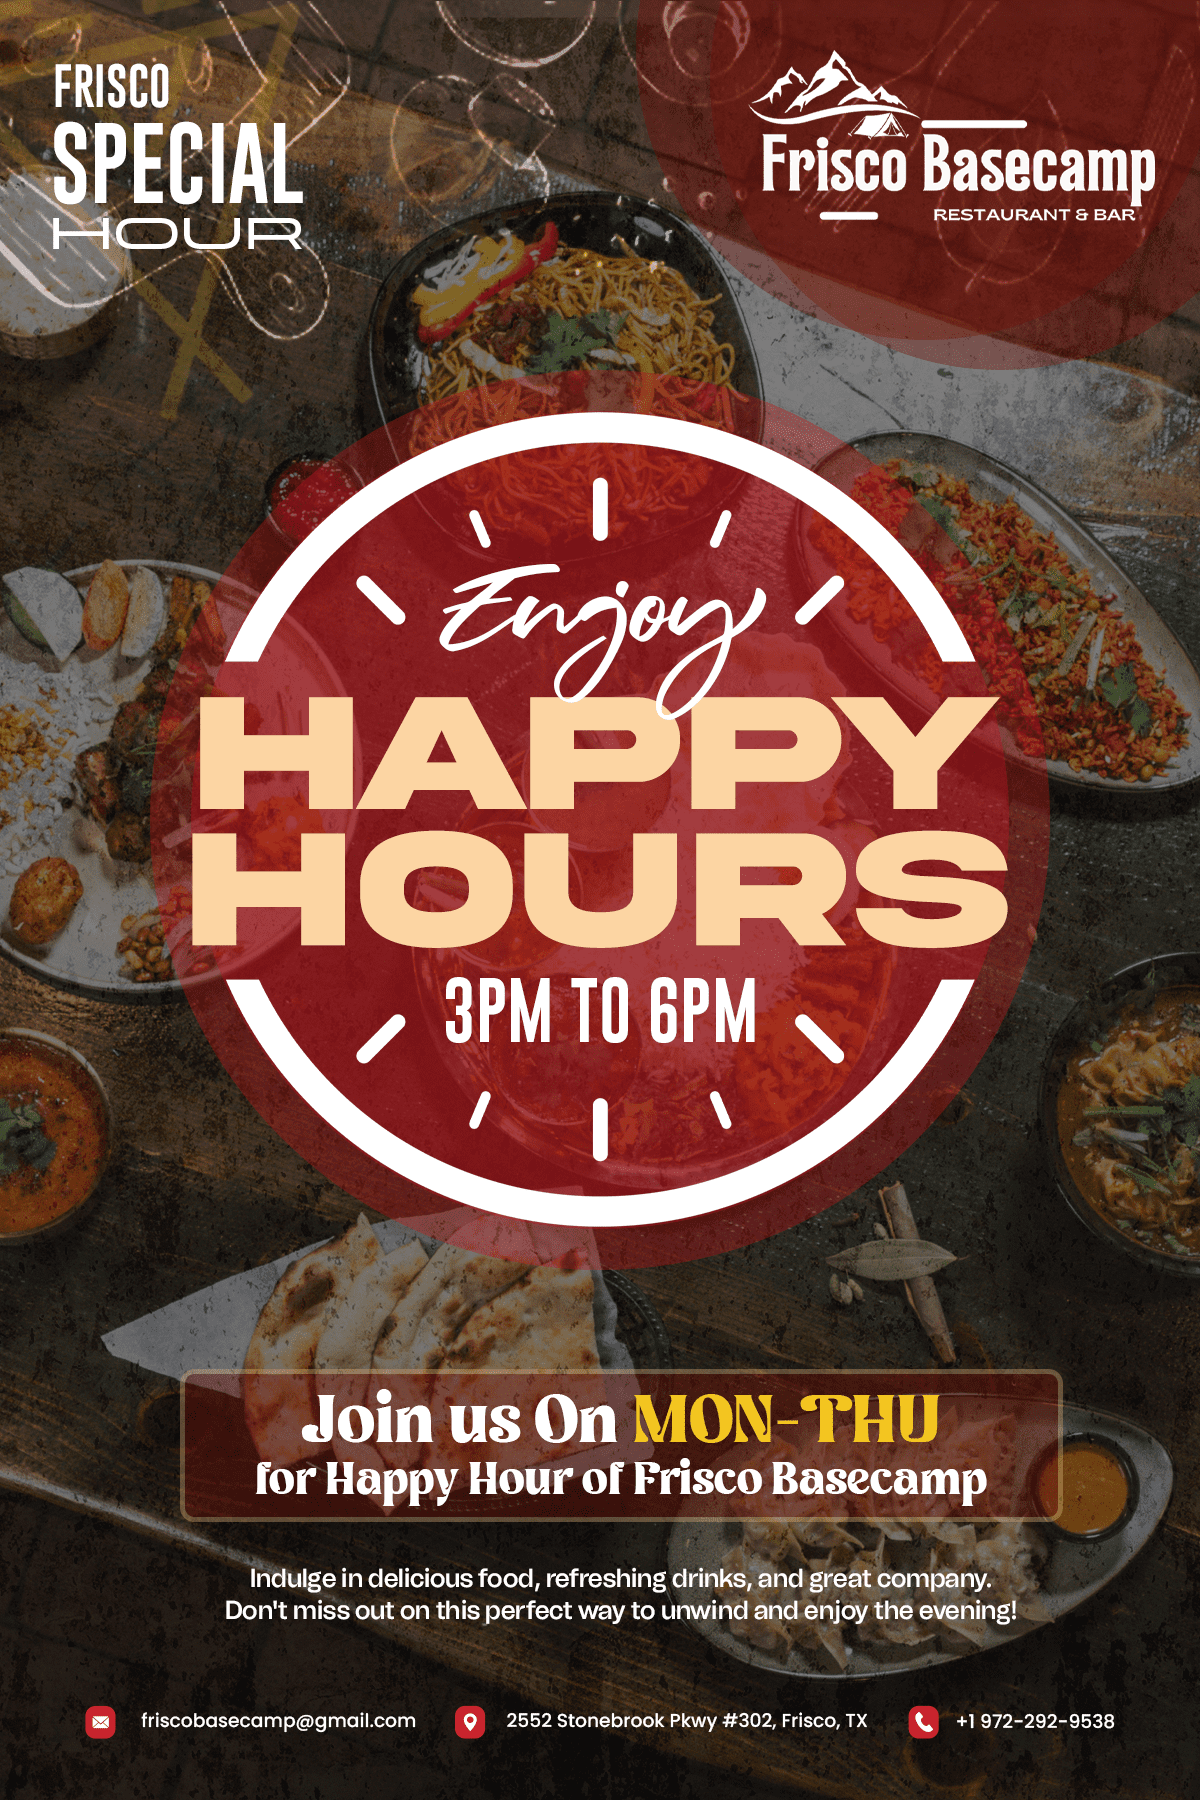 FRISCO
SPECIAL
HOUR
Frisco Basecamp
RESTAURANT & BAR
Enjoy
HAPPY
HOURS
3PM TO 6PM
Join us On MON-THU
for Happy Hour of Frisco Basecamp
Indulge in delicious food, refreshing drinks, and great company.
Don't miss out on this perfect way to unwind and enjoy the evening!
friscobasecamp@gmail.com
2552 Stonebrook Pkwy #302, Frisco, TX
+1 972-292-9538